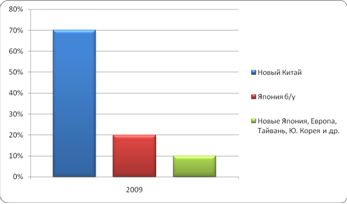 80%
70%
60%
50%
40%
30%
20%
10%
0%
2009
Новый Китай
Япония б/у
Новые Япония, Европа,
Тайвань, Ю. Корея и др.